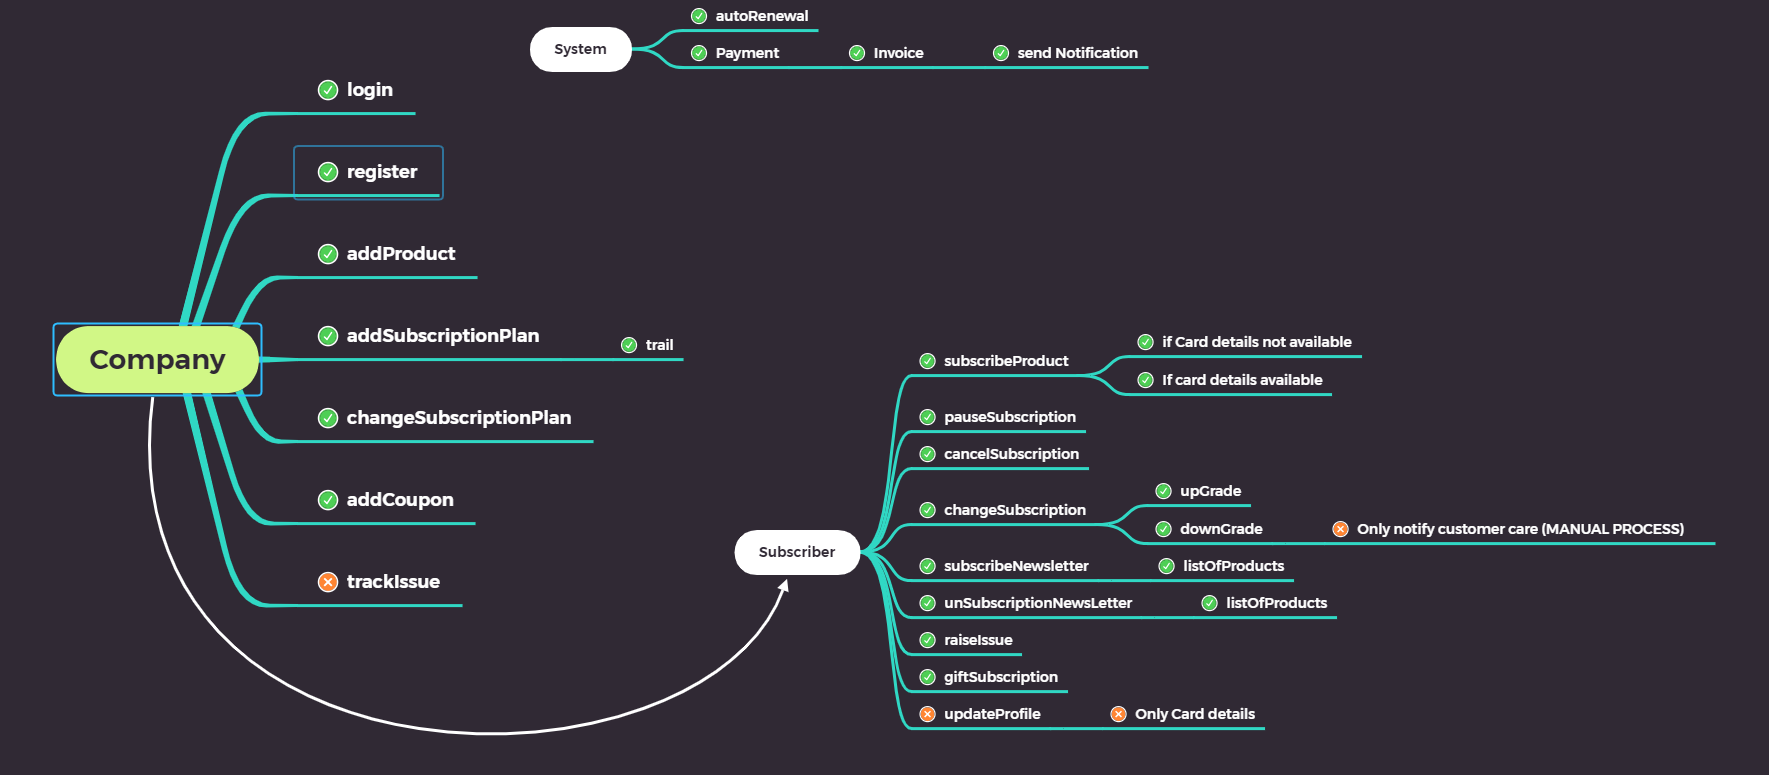 System
autoRenewal
Payment
Invoice
send Notification
Company
login
register
addProduct
addSubscriptionPlan
trail
changeSubscriptionPlan
addCoupon
trackIssue
Subscriber
subscribeProduct
if Card details not available
If card details available
pauseSubscription
cancelSubscription
changeSubscription
upGrade
downGrade
Only notify customer care (MANUAL PROCESS)
subscribeNewsletter
listOfProducts
unSubscriptionNewsLetter
listOfProducts
raiseIssue
giftSubscription
updateProfile
Only Card details